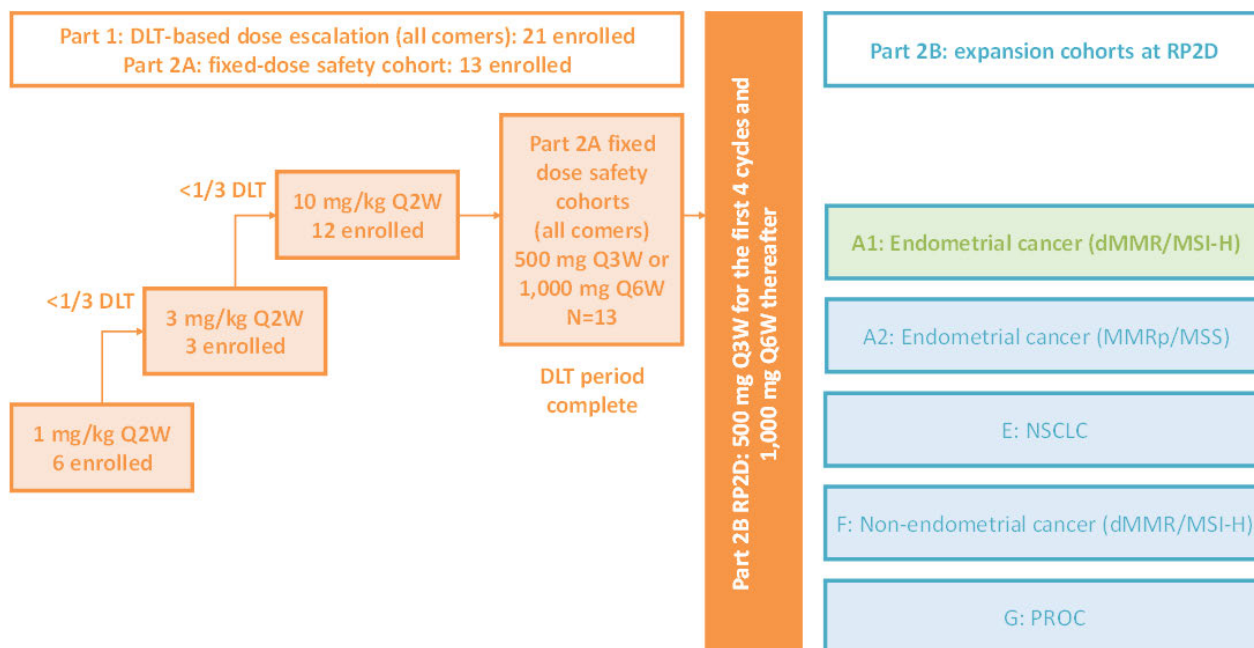 Part 1: DLT-based dose escalation (all comers): 21 enrolled
Part 2A: fixed-dose safety cohort: 13 enrolled
1 mg/kg Q2W
6 enrolled
<1/3 DLT
3 mg/kg Q2W
3 enrolled
<1/3 DLT
10 mg/kg Q2W
12 enrolled
Part 2A fixed
dose safety
cohorts
(all comers)
500 mg Q3W or
1,000 mg Q6W
N=13
DLT period
complete
Part 2B RP2D: 500 mg Q3W for the first 4 cycles and
1,000 mg Q6W thereafter
Part 2B: expansion cohorts at RP2D
A1: Endometrial cancer (dMMR/MSI-H)
A2: Endometrial cancer (MMRp/MSS)
E: NSCLC
F: Non-endometrial cancer (dMMR/MSI-H)
G: PROC